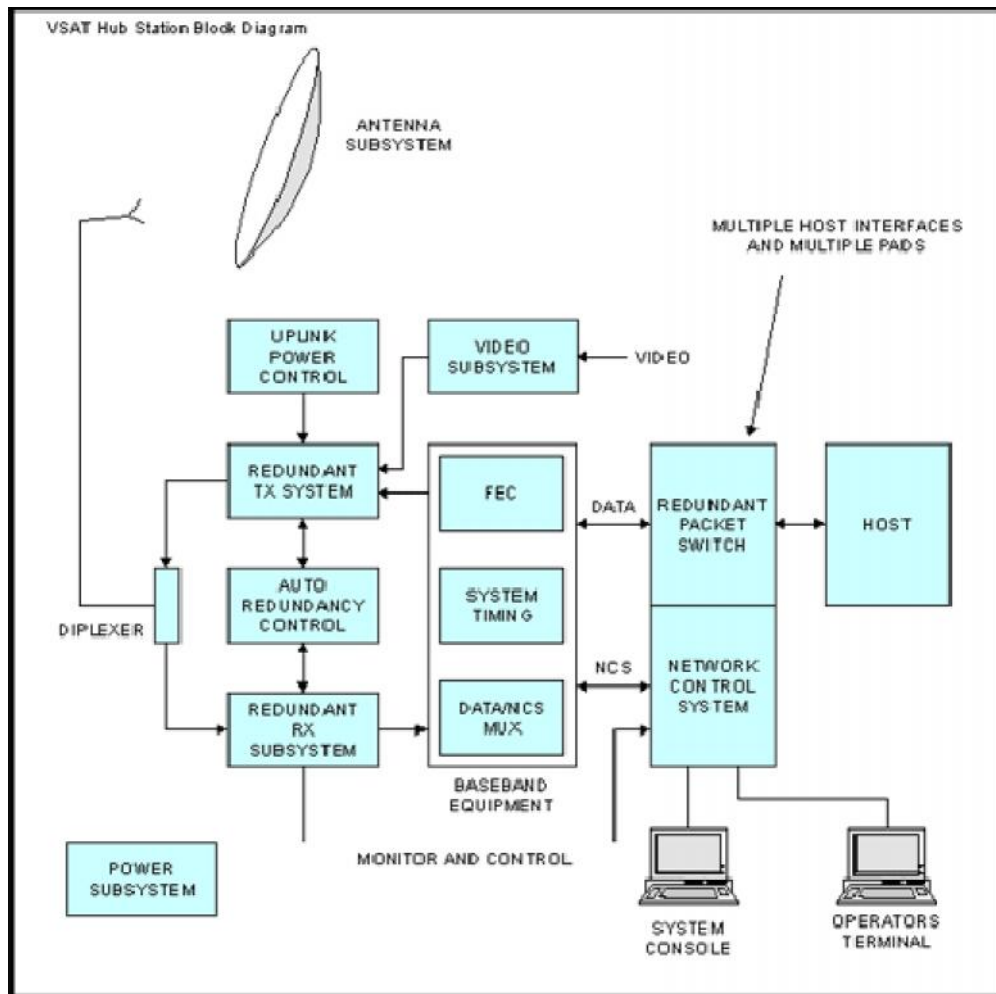 VSAT Hub Station Block Diagram
ANTENNA
SUBSYSTEM
MULTIPLE HOST INTERFACES
AND MULTIPLE PADS
UPLINK
POWER
CONTROL
VIDEO
SUBSYSTEM
VIDEO
REDUNDANT
TX SYSTEM
FEC
DATA
REDUNDANT
PACKET
SWITCH
HOST
AUTO
REDUNDANCY
CONTROL
SYSTEM
TIMING
DIPLEXER
NCS
NETWORK
CONTROL
SYSTEM
REDUNDANT
RX
SUBSYSTEM
DATA/NCS
MUX
BASEBAND
EQUIPMENT
MONITOR AND CONTROL
POWER
SUBSYSTEM
SYSTEM
CONSOLE
OPERATORS
TERMINAL